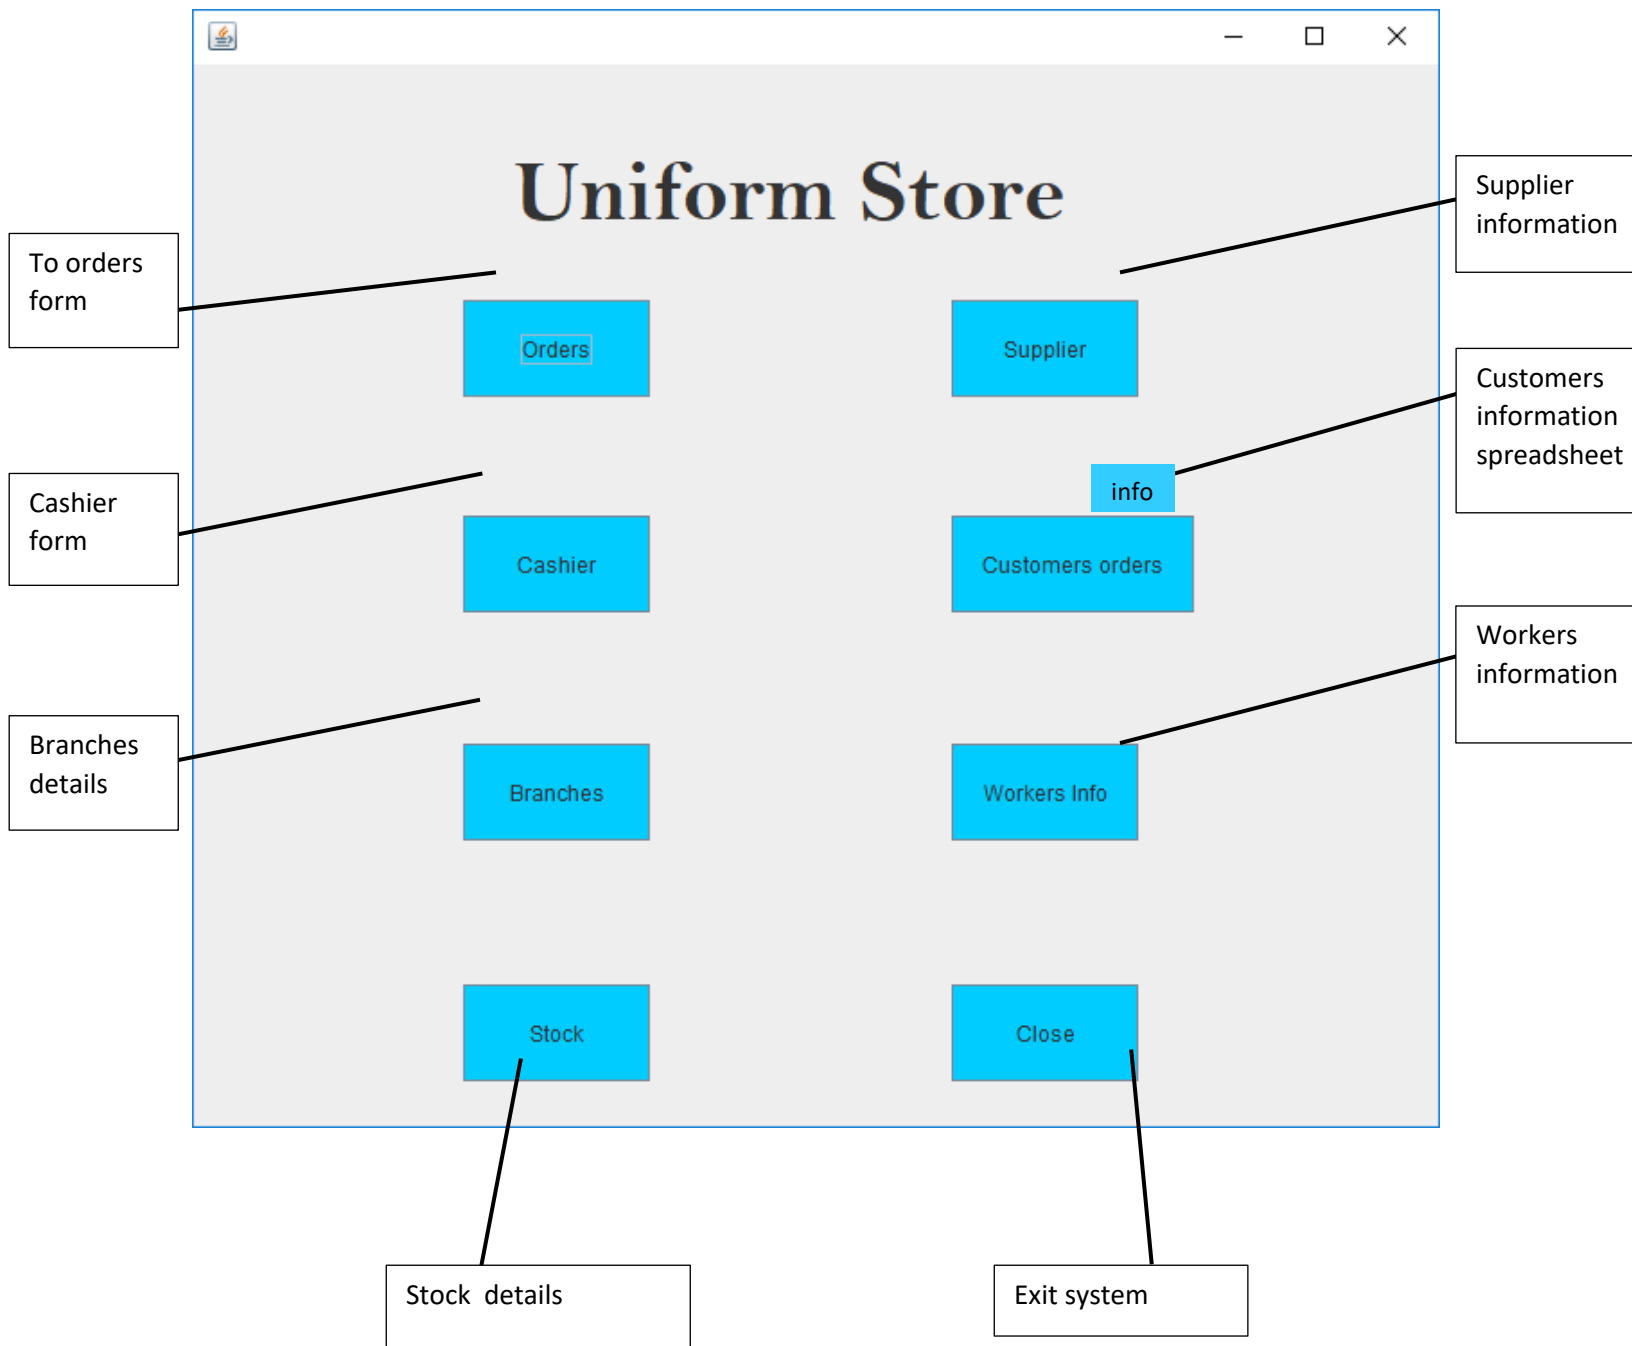 Uniform Store
Supplier
information
To orders
form
Orders
Supplier
Customers
information
spreadsheet
info
Cashier
form
Cashier
Customers orders
Workers
information
Branches
details
Branches
Workers Info
Stock
Close
Stock  details
Exit system